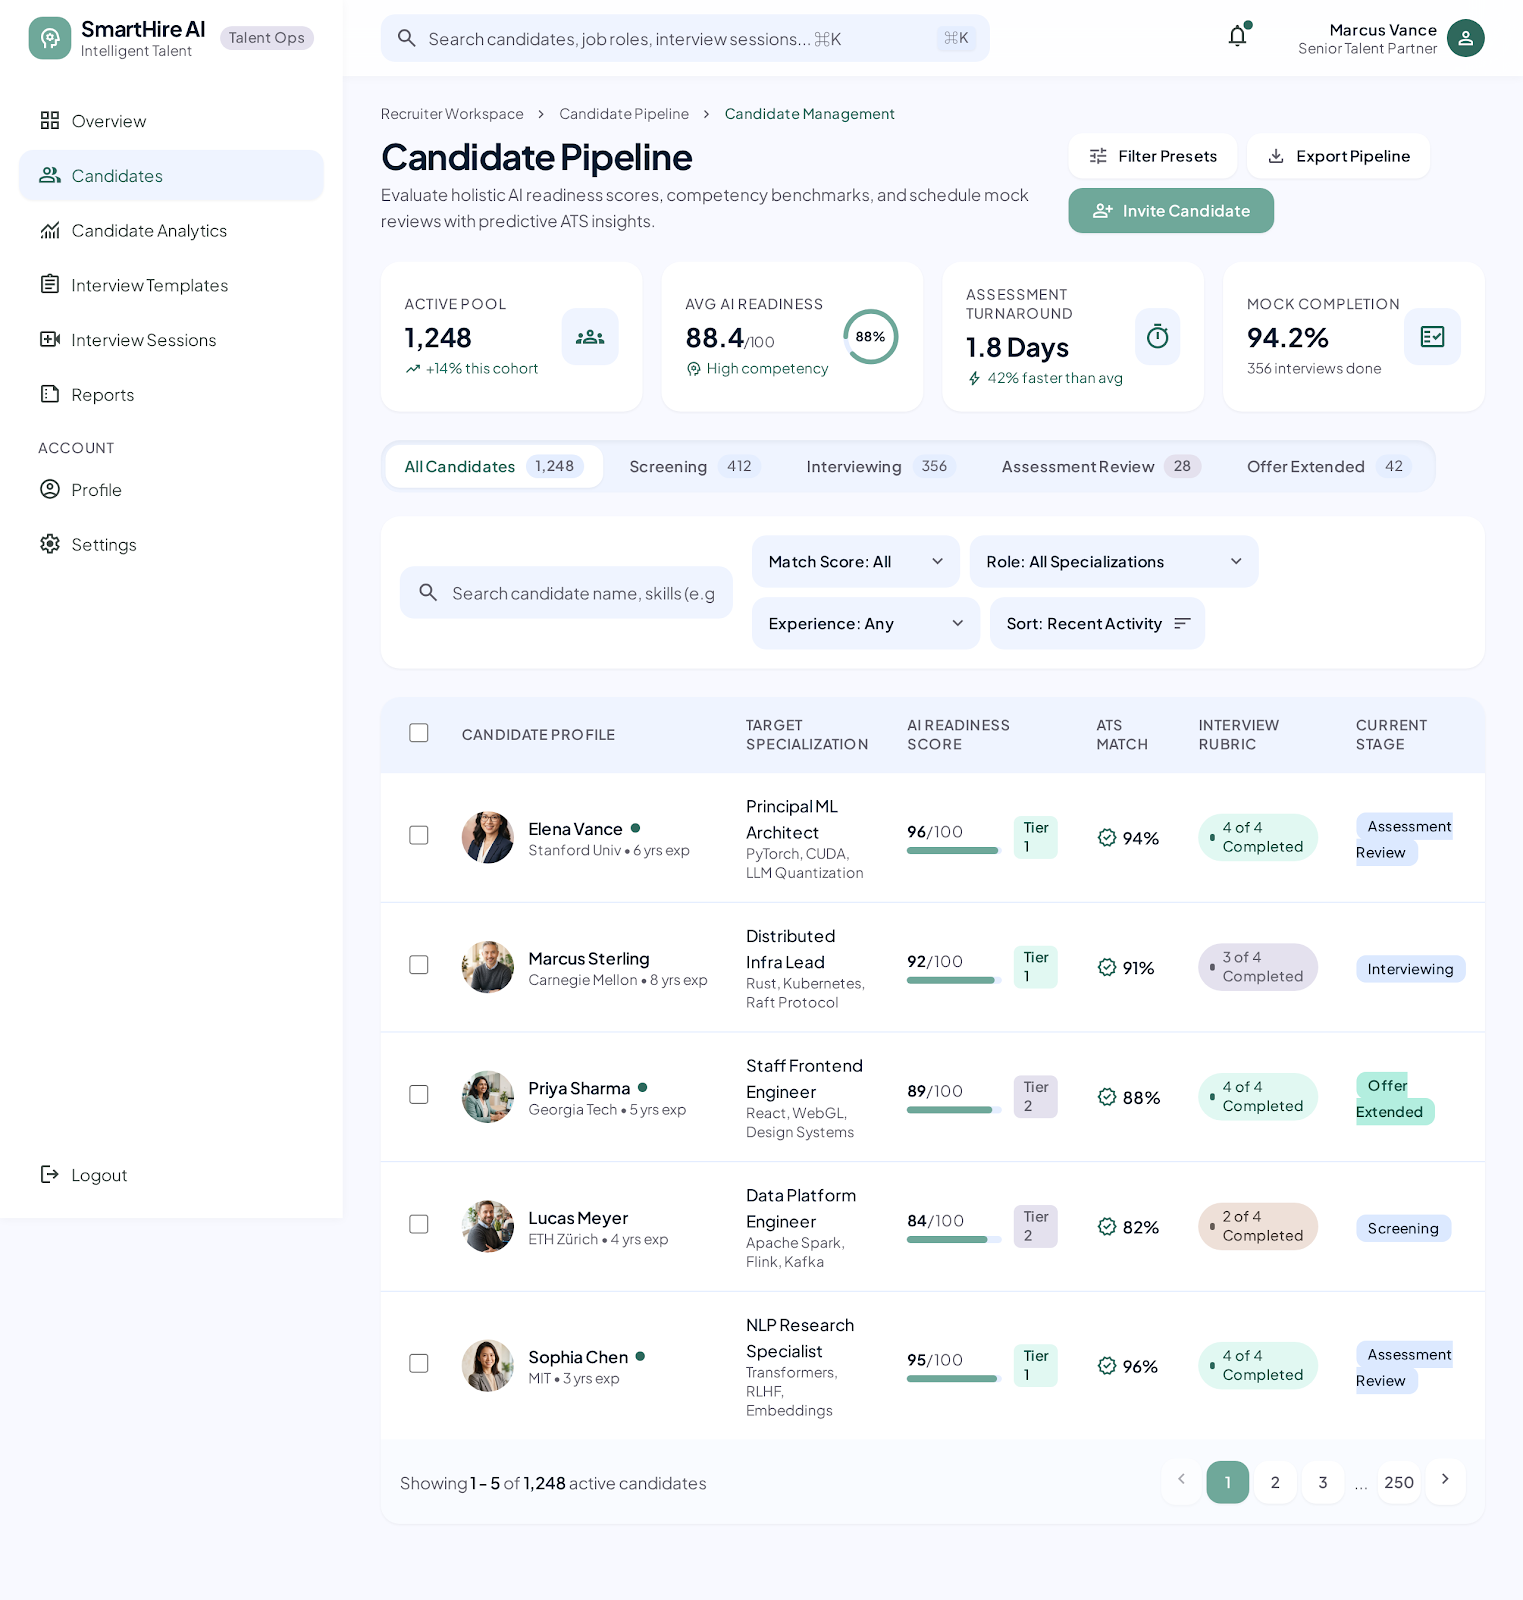 SmartHire AI
Intelligent Talent
Talent Ops
Search candidates, job roles, interview sessions... ⌘K
⌘K
Marcus Vance
Senior Talent Partner
Overview
Candidates
Candidate Analytics
Interview Templates
Interview Sessions
Reports
ACCOUNT
Profile
Settings
Logout
Recruiter Workspace > Candidate Pipeline > Candidate Management
Candidate Pipeline
Evaluate holistic AI readiness scores, competency benchmarks, and schedule mock
reviews with predictive ATS insights.
Filter Presets
Export Pipeline
Invite Candidate
ACTIVE POOL
1,248
+14% this cohort
AVG AI READINESS
88.4/100
High competency
88%
ASSESSMENT
TURNAROUND
1.8 Days
42% faster than avg
MOCK COMPLETION
94.2%
356 interviews done
All Candidates 1,248
Screening 412
Interviewing 356
Assessment Review 28
Offer Extended 42
Search candidate name, skills (e.g
Match Score: All
Role: All Specializations
Experience: Any
Sort: Recent Activity
CANDIDATE PROFILE
TARGET
SPECIALIZATION
AI READINESS
SCORE
ATS
MATCH
INTERVIEW
RUBRIC
CURRENT
STAGE
Elena Vance
Stanford Univ • 6 yrs exp
Principal ML
Architect
PyTorch, CUDA,
LLM Quantization
96/100
Tier
1
94%
4 of 4
Completed
Assessment
Review
Marcus Sterling
Carnegie Mellon • 8 yrs exp
Distributed
Infra Lead
Rust, Kubernetes,
Raft Protocol
92/100
Tier
1
91%
3 of 4
Completed
Interviewing
Priya Sharma
Georgia Tech • 5 yrs exp
Staff Frontend
Engineer
React, WebGL,
Design Systems
89/100
Tier
2
88%
4 of 4
Completed
Offer
Extended
Lucas Meyer
ETH Zürich • 4 yrs exp
Data Platform
Engineer
Apache Spark,
Flink, Kafka
84/100
Tier
2
82%
2 of 4
Completed
Screening
Sophia Chen
MIT • 3 yrs exp
NLP Research
Specialist
Transformers,
RLHF,
Embeddings
95/100
Tier
1
96%
4 of 4
Completed
Assessment
Review
Showing 1 - 5 of 1,248 active candidates
1 2 3 ... 250